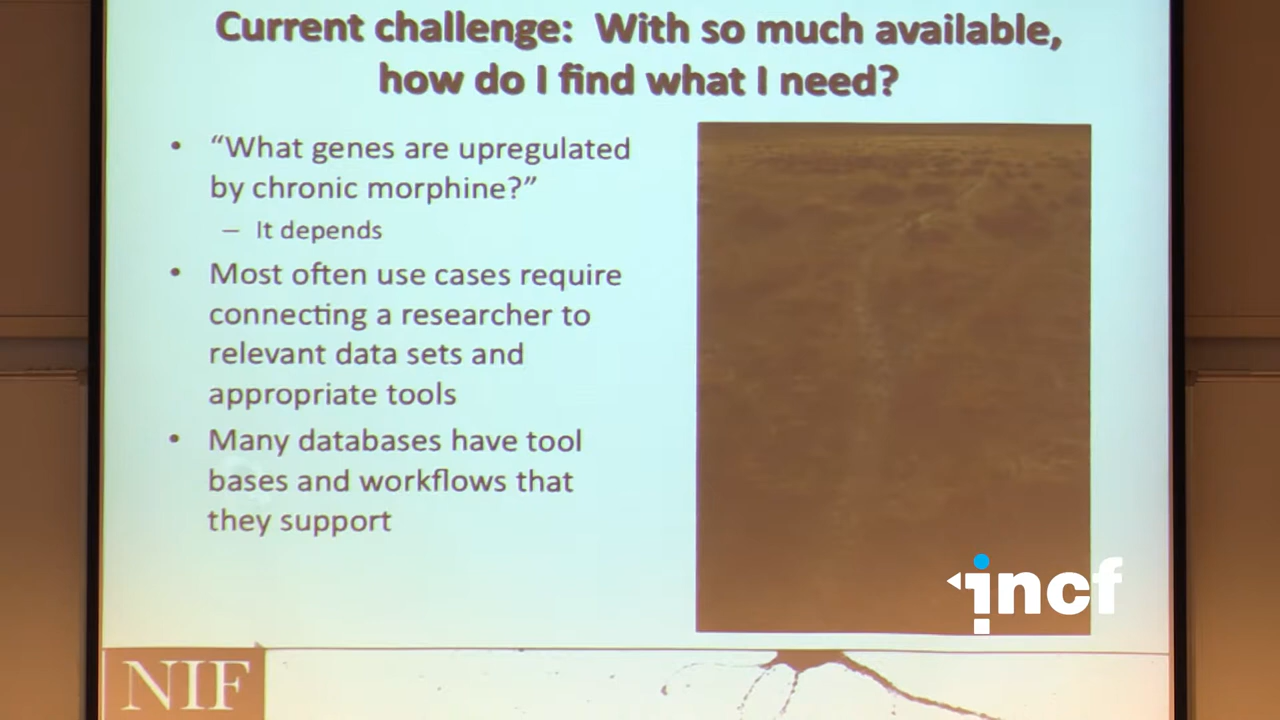 Current challenge:  With so much available,
how do I find what I need?
• “What genes are upregulated
by chronic morphine?”
– It depends
• Most often use cases require
connecting a researcher to
relevant data sets and
appropriate tools
• Many databases have tool
bases and workflows that
they support
incf
NIF